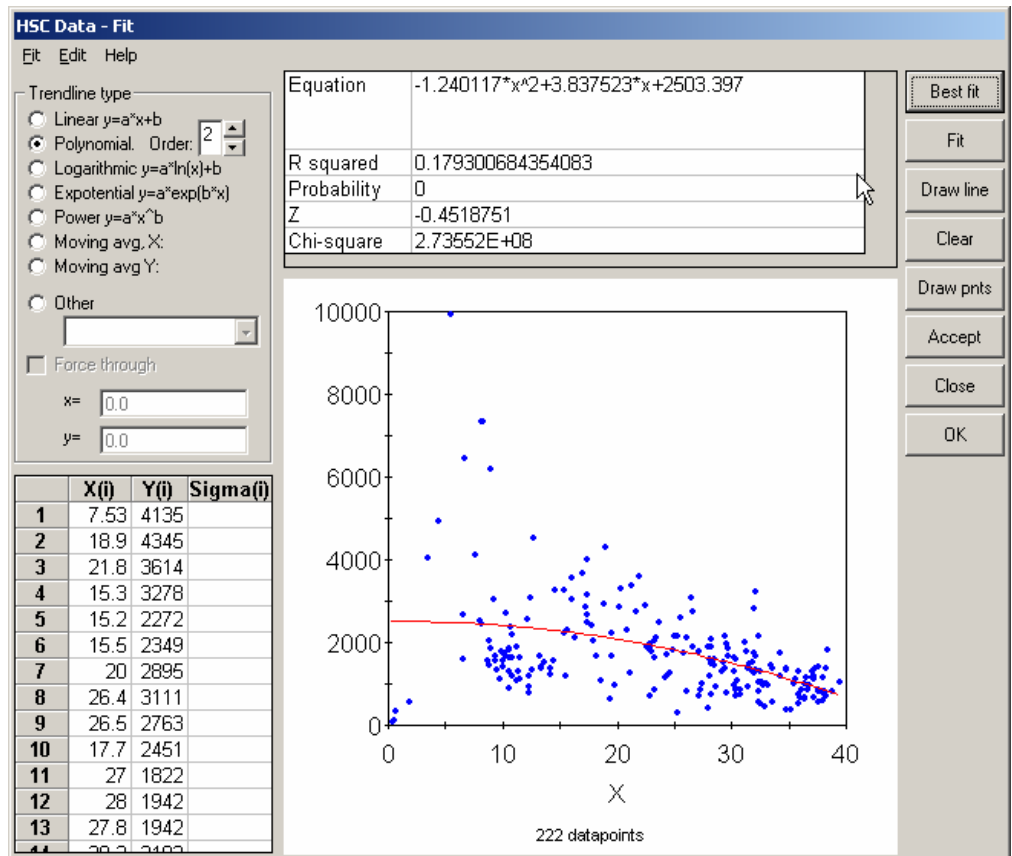 HSC Data - Fit
Fit Edit Help
Trendline type
Linear y=a*x+b
Polynomial. Order: 2
Logarithmic y=a*ln(x)+b
Expotential y=a*exp(b*x)
Power y=a*x^b
Moving avg, X:
Moving avg Y:
Other
Force through
x= 0.0
y= 0.0
Equation -1.240117*x^2+3.837523*x+2503.397
R squared 0.179300684354083
Probability 0
Z -0.4518751
Chi-square 2.73552E+08
Best fit
Fit
Draw line
Clear
Draw pnts
Accept
Close
OK
X(i) Y(i) Sigma(i)
1 7.53 4135
2 18.9 4345
3 21.8 3614
4 15.3 3278
5 15.2 2272
6 15.5 2349
7 20 2895
8 26.4 3111
9 26.5 2763
10 17.7 2451
11 27 1822
12 28 1942
13 27.8 1942
10000
8000
6000
4000
2000
0
0 10 20 30 40
X
222 datapoints